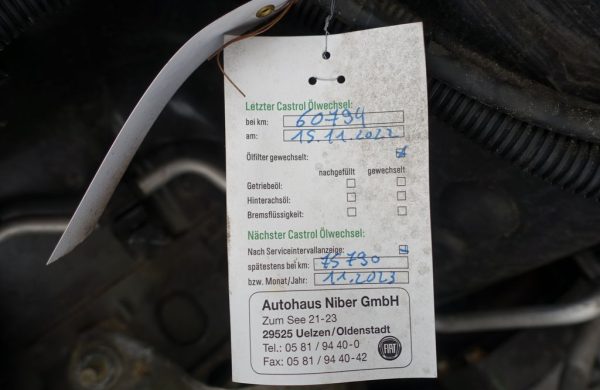 Letzter Castrol Ölwechsel:
bei km: 60794
am: 15.11.2022
Ölfilter gewechselt:
nachgefüllt gewechselt
Getriebeöl:
Hinterachsöl:
Bremsflüssigkeit:
Nächster Castrol Ölwechsel:
Nach Serviceintervallanzeige:
spätestens bei km: 75790
bzw. Monat/Jahr: 11.2023
Autohaus Niber GmbH
Zum See 21-23
29525 Uelzen/Oldenstadt
Tel.: 05 81 / 94 40-0
Fax: 05 81 / 94 40-42
FIAT